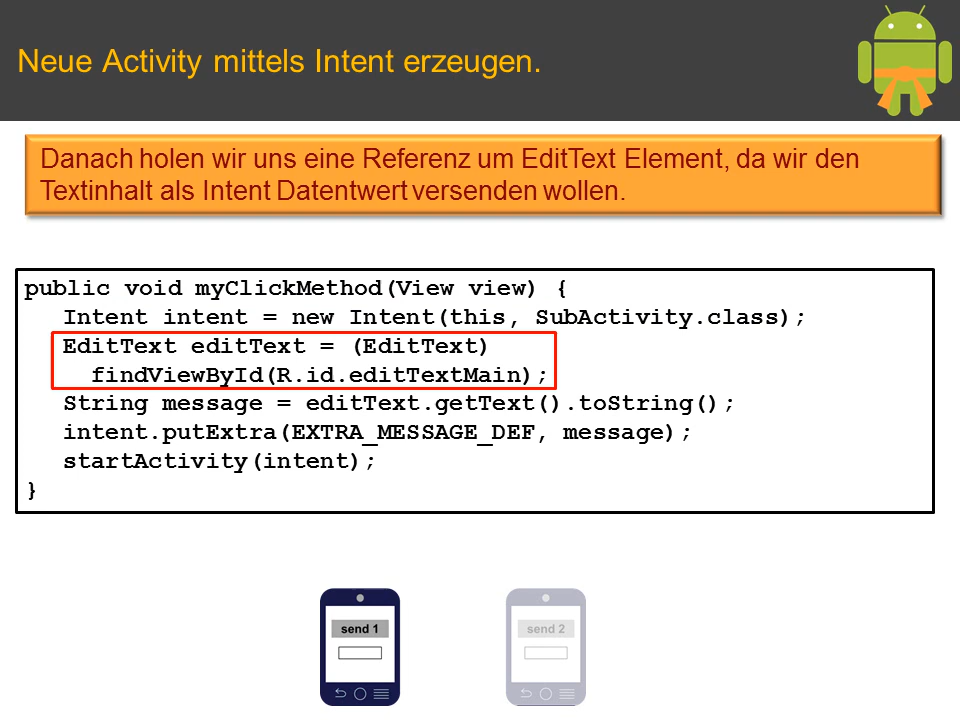 Neue Activity mittels Intent erzeugen.
Danach holen wir uns eine Referenz um EditText Element, da wir den
Textinhalt als Intent Datentwert versenden wollen.
public void myClickMethod(View view) {
Intent intent = new Intent(this, SubActivity.class);
EditText editText = (EditText)
findViewById(R.id.editTextMain);
String message = editText.getText().toString();
intent.putExtra(EXTRA_MESSAGE_DEF, message);
startActivity(intent);
}
send 1
send 2